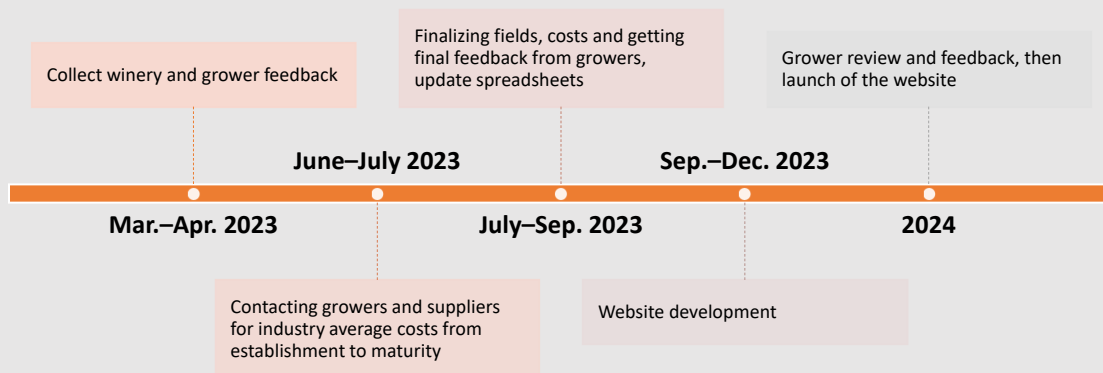 Collect winery and grower feedback
Finalizing fields, costs and getting
final feedback from growers,
update spreadsheets
Grower review and feedback, then
launch of the website
June–July 2023
Sep.–Dec. 2023
Mar.–Apr. 2023
July–Sep. 2023
2024
Contacting growers and suppliers
for industry average costs from
establishment to maturity
Website development